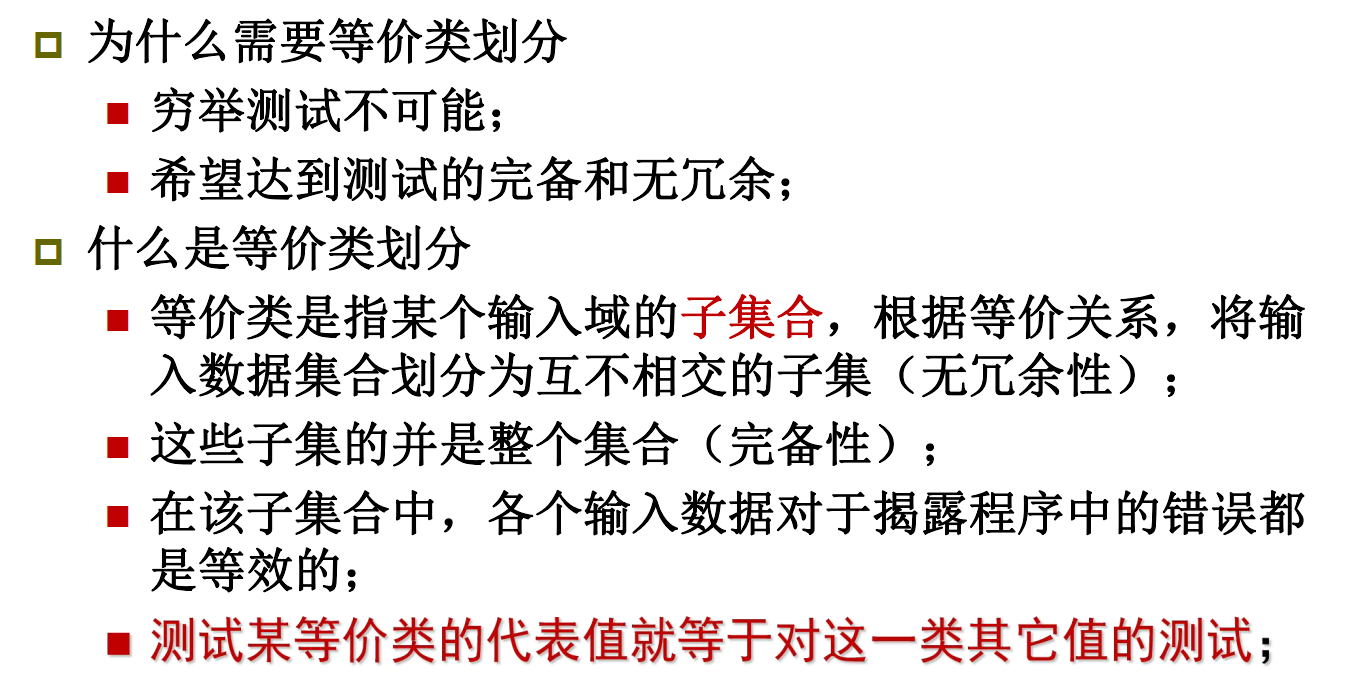 为什么需要等价类划分
穷举测试不可能；
希望达到测试的完备和无冗余；
什么是等价类划分
等价类是指某个输入域的子集合，根据等价关系，将输
入数据集合划分为互不相交的子集（无冗余性）；
这些子集的并是整个集合（完备性）；
在该子集合中，各个输入数据对于揭露程序中的错误都
是等效的；
测试某等价类的代表值就等于对这一类其它值的测试；